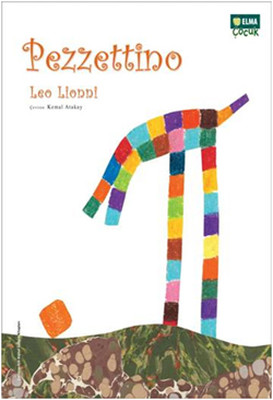 ELMA
ÇOCUK
Pezzettino
Leo Lionni
Çeviren: Kemal Atakay